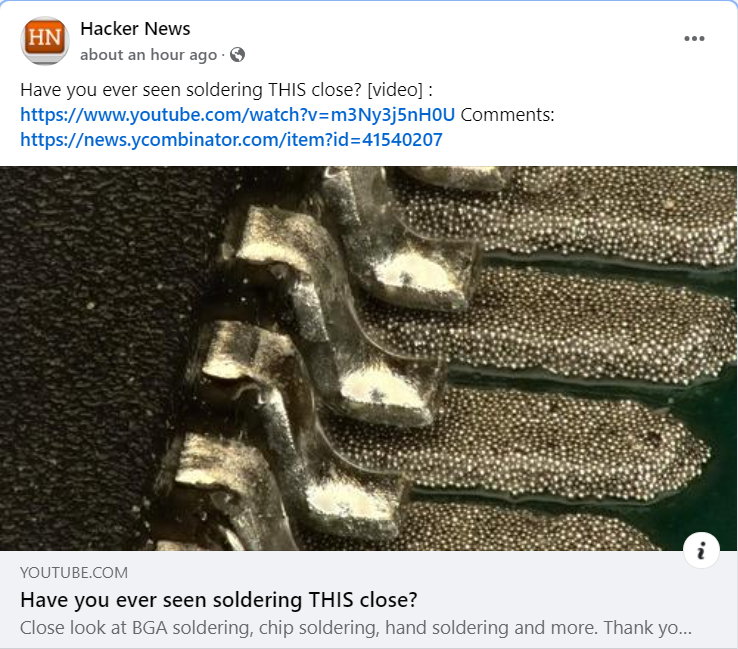 HN
Hacker News
about an hour ago ·
Have you ever seen soldering THIS close? [video] :
https://www.youtube.com/watch?v=m3Ny3j5nH0U Comments:
https://news.ycombinator.com/item?id=41540207
i
YOUTUBE.COM
Have you ever seen soldering THIS close?
Close look at BGA soldering, chip soldering, hand soldering and more. Thank yo...